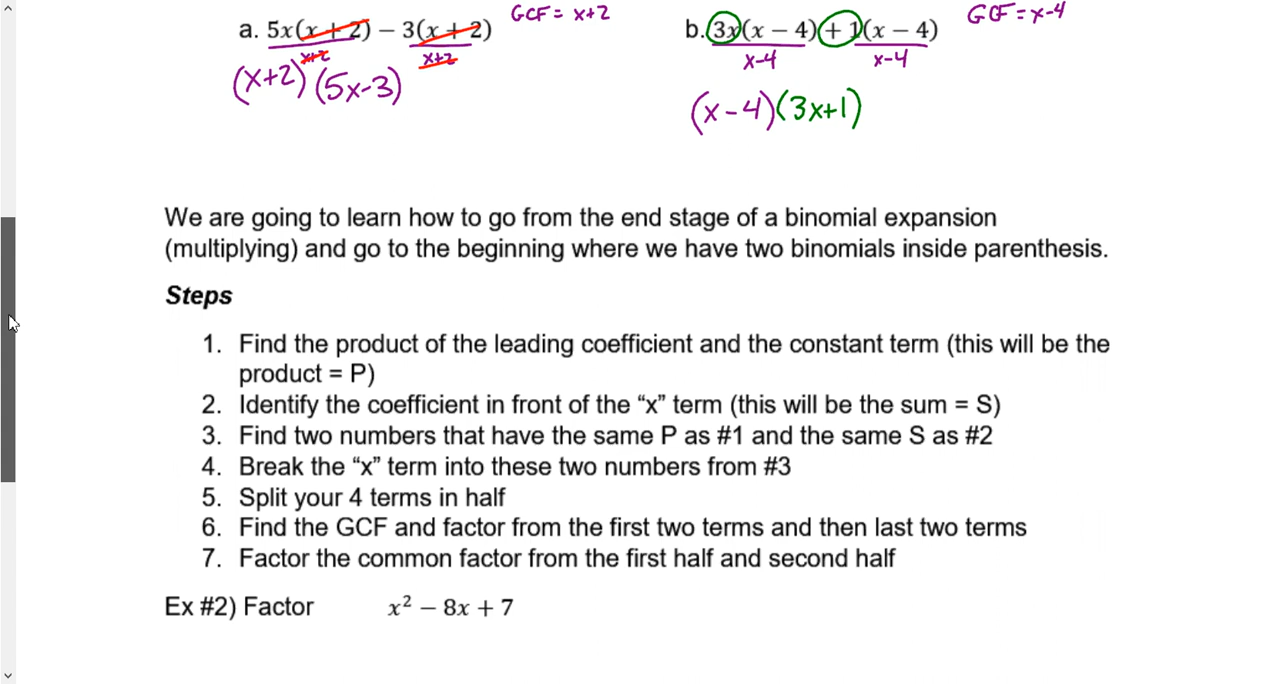 a. 5x(x + 2) − 3(x + 2) GCF = x+2
x+2 x+2
(x+2)(5x-3)
b. 3x(x − 4) + 1(x − 4) GCF = x-4
x-4 x-4
(x-4)(3x+1)
We are going to learn how to go from the end stage of a binomial expansion
(multiplying) and go to the beginning where we have two binomials inside parenthesis.
Steps
1. Find the product of the leading coefficient and the constant term (this will be the
product = P)
2. Identify the coefficient in front of the “x” term (this will be the sum = S)
3. Find two numbers that have the same P as #1 and the same S as #2
4. Break the “x” term into these two numbers from #3
5. Split your 4 terms in half
6. Find the GCF and factor from the first two terms and then last two terms
7. Factor the common factor from the first half and second half
Ex #2) Factor x² − 8x + 7